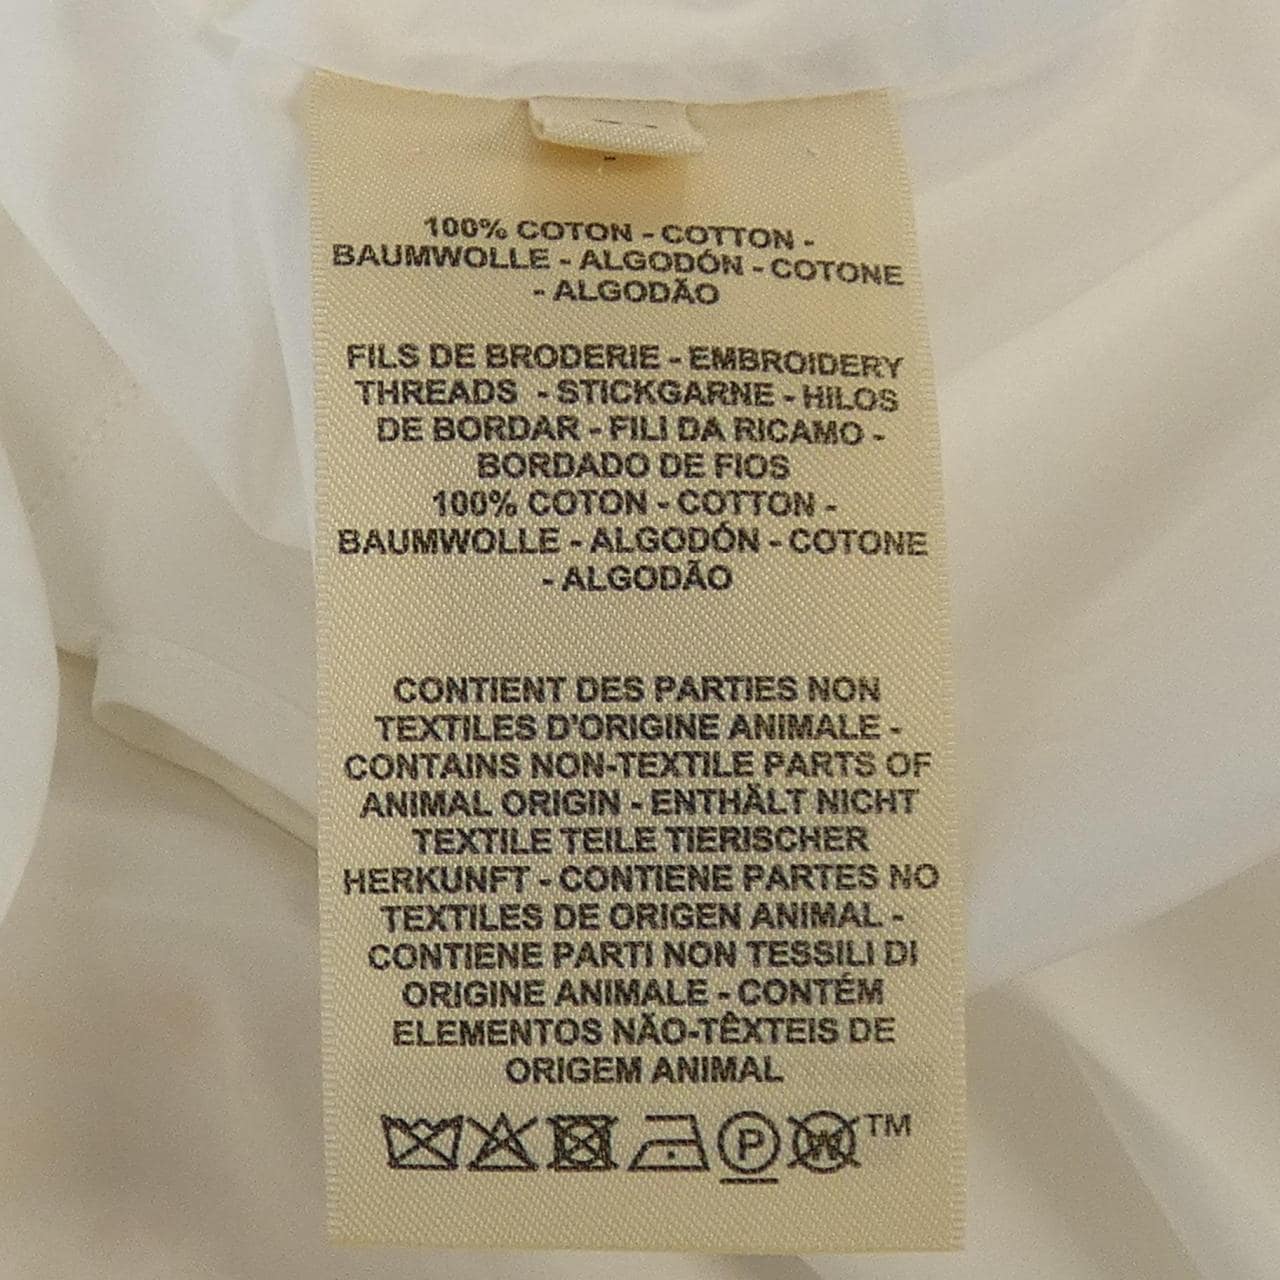 100% COTON - COTTON -
BAUMWOLLE - ALGODÓN - COTONE
- ALGODÃO
FILS DE BRODERIE - EMBROIDERY
THREADS - STICKGARNE - HILOS
DE BORDAR - FILI DA RICAMO -
BORDADO DE FIOS
100% COTON - COTTON -
BAUMWOLLE - ALGODÓN - COTONE
- ALGODÃO
CONTIENT DES PARTIES NON
TEXTILES D'ORIGINE ANIMALE -
CONTAINS NON-TEXTILE PARTS OF
ANIMAL ORIGIN - ENTHÄLT NICHT
TEXTILE TEILE TIERISCHER
HERKUNFT - CONTIENE PARTES NO
TEXTILES DE ORIGEN ANIMAL -
CONTIENE PARTI NON TESSILI DI
ORIGINE ANIMALE - CONTÉM
ELEMENTOS NÃO-TÊXTEIS DE
ORIGEM ANIMAL
P W TM